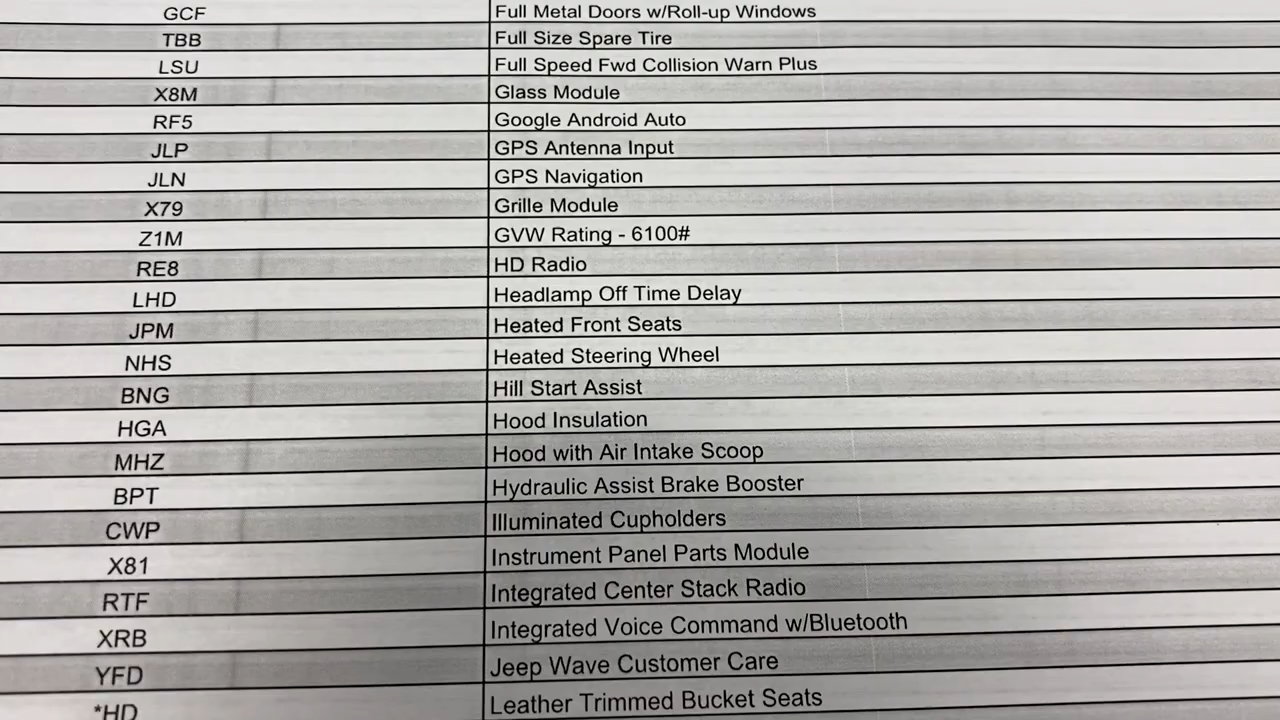 GCF Full Metal Doors w/Roll-up Windows
TBB Full Size Spare Tire
LSU Full Speed Fwd Collision Warn Plus
X8M Glass Module
RF5 Google Android Auto
JLP GPS Antenna Input
JLN GPS Navigation
X79 Grille Module
Z1M GVW Rating - 6100#
RE8 HD Radio
LHD Headlamp Off Time Delay
JPM Heated Front Seats
NHS Heated Steering Wheel
BNG Hill Start Assist
HGA Hood Insulation
MHZ Hood with Air Intake Scoop
BPT Hydraulic Assist Brake Booster
CWP Illuminated Cupholders
X81 Instrument Panel Parts Module
RTF Integrated Center Stack Radio
XRB Integrated Voice Command w/Bluetooth
YFD Jeep Wave Customer Care
*HD Leather Trimmed Bucket Seats